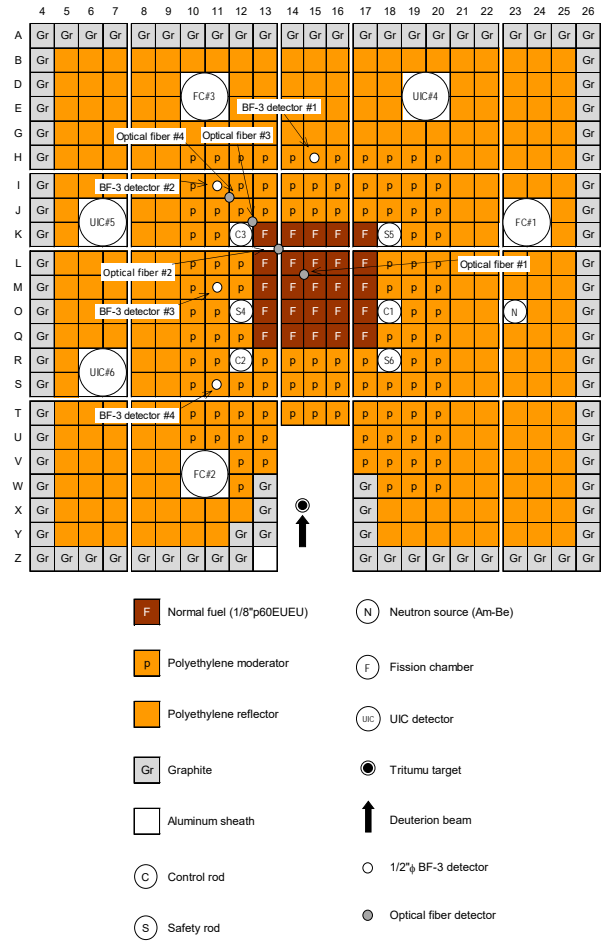 4 5 6 7 8 9 10 11 12 13 14 15 16 17 18 19 20 21 22 23 24 25 26
A Gr Gr Gr Gr Gr Gr Gr Gr Gr Gr Gr Gr Gr Gr Gr Gr Gr Gr Gr Gr Gr Gr Gr
B Gr Gr
D Gr FC#3 UIC#4 Gr
E Gr BF-3 detector #1 Gr
G Gr Optical fiber #4 Optical fiber #3 Gr
H Gr p p p p p p p p p p Gr
I Gr BF-3 detector #2 p p p p p p p p p p Gr
J Gr UIC#5 p p p p p p p p p p p FC#1 Gr
K Gr p p C3 F F F F F S5 p p Gr
L Gr p p p F F F F F p p p Gr
Optical fiber #2 Optical fiber #1
M Gr p p F F F F F p p p Gr
BF-3 detector #3
O Gr p p S4 F F F F F C1 p p N Gr
Q Gr p p p F F F F F p p p Gr
R Gr UIC#6 p p C2 p p p p p S6 p p Gr
S Gr p p p p p p p p p p Gr
T Gr BF-3 detector #4 p p p p p p p p p p p Gr
U Gr p p p p p p p p Gr
V Gr FC#2 p p p p p p Gr
W Gr p Gr Gr p p p Gr
X Gr Gr Gr
Y Gr Gr Gr Gr
Z Gr Gr Gr Gr Gr Gr Gr Gr Gr Gr Gr Gr Gr Gr Gr Gr Gr Gr Gr
F Normal fuel (1/8"p60EUEU) N Neutron source (Am-Be)
p Polyethylene moderator F Fission chamber
Polyethylene reflector UIC UIC detector
Gr Graphite Tritumu target
Aluminum sheath Deuterion beam
C Control rod 1/2"φ BF-3 detector
S Safety rod Optical fiber detector